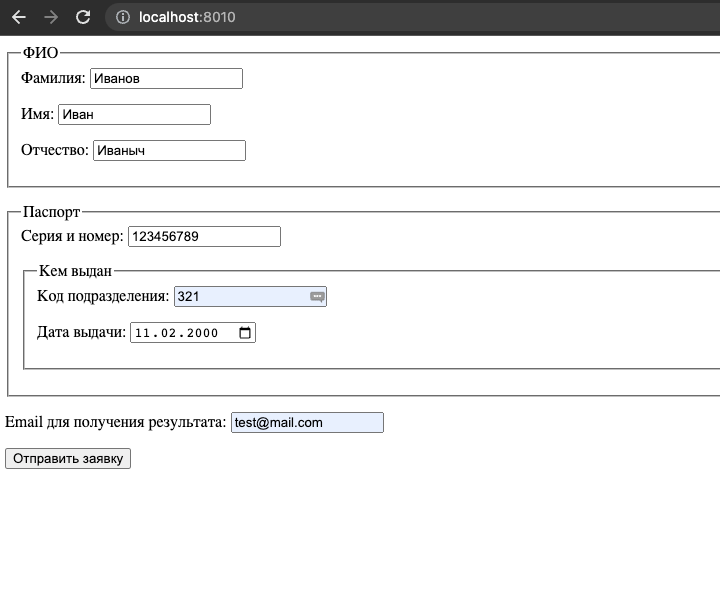 localhost:8010
ФИО
Фамилия: Иванов
Имя: Иван
Отчество: Иваныч
Паспорт
Серия и номер: 123456789
Кем выдан
Код подразделения: 321
Дата выдачи: 11.02.2000
Email для получения результата: test@mail.com
Отправить заявку